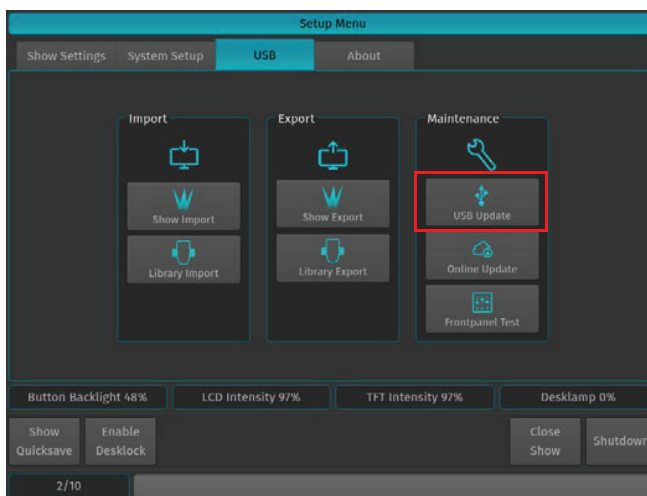 Setup Menu
Show Settings
System Setup
USB
About
Import
Export
Maintenance
Show Import
Show Export
USB Update
Library Import
Library Export
Online Update
Frontpanel Test
Button Backlight 48%
LCD Intensity 97%
TFT Intensity 97%
Desklamp 0%
Show
Quicksave
Enable
Desklock
Close
Show
Shutdown
2/10